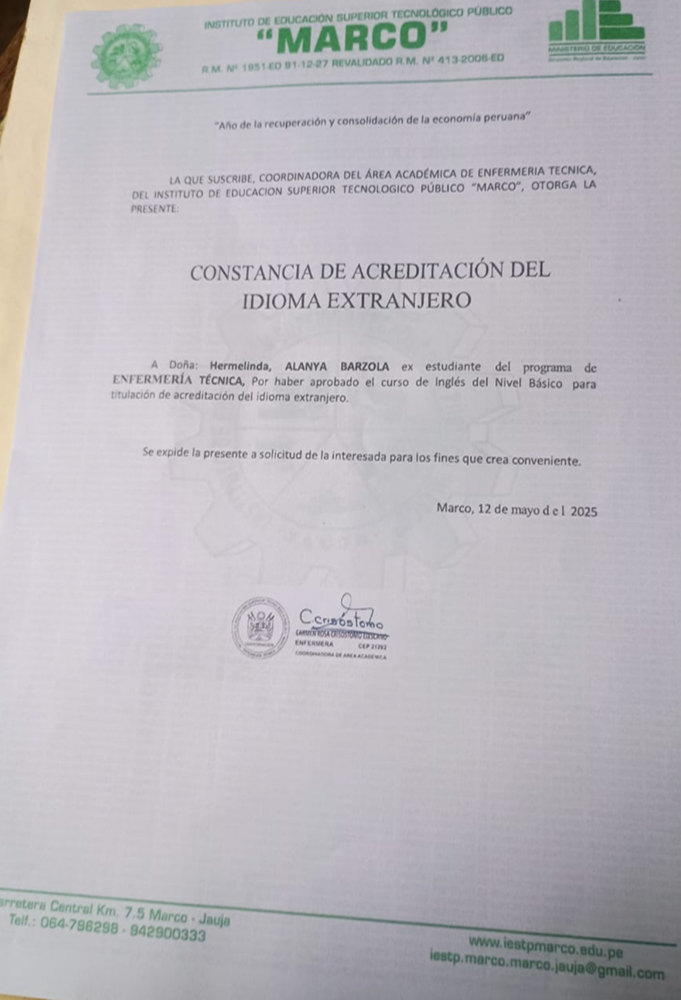 INSTITUTO DE EDUCACIÓN SUPERIOR TECNOLÓGICO PÚBLICO
"MARCO"
R.M. Nº 1951-ED 91-12-27 REVALIDADO R.M. Nº 413-2006-ED
MINISTERIO DE EDUCACIÓN
"Año de la recuperación y consolidación de la economía peruana"
LA QUE SUSCRIBE, COORDINADORA DEL ÁREA ACADÉMICA DE ENFERMERIA TECNICA,
DEL INSTITUTO DE EDUCACION SUPERIOR TECNOLOGICO PÚBLICO "MARCO", OTORGA LA
PRESENTE:
CONSTANCIA DE ACREDITACIÓN DEL
IDIOMA EXTRANJERO
A Doña: Hermelinda, ALANYA BARZOLA ex estudiante del programa de
ENFERMERÍA TÉCNICA, Por haber aprobado el curso de Inglés del Nivel Básico para
titulación de acreditación del idioma extranjero.
Se expide la presente a solicitud de la interesada para los fines que crea conveniente.
Marco, 12 de mayo d e l 2025
C.crisóstomo
CARMEN ROSA CRISOSTOMO
ENFERMERA CEP 21282
COORDINADORA DE AREA ACADÉMICA
arretera Central Km. 7.5 Marco - Jauja
Telf.: 064-796298 - 942900333
www.iestpmarco.edu.pe
iestp.marco.marco.jauja@gmail.com